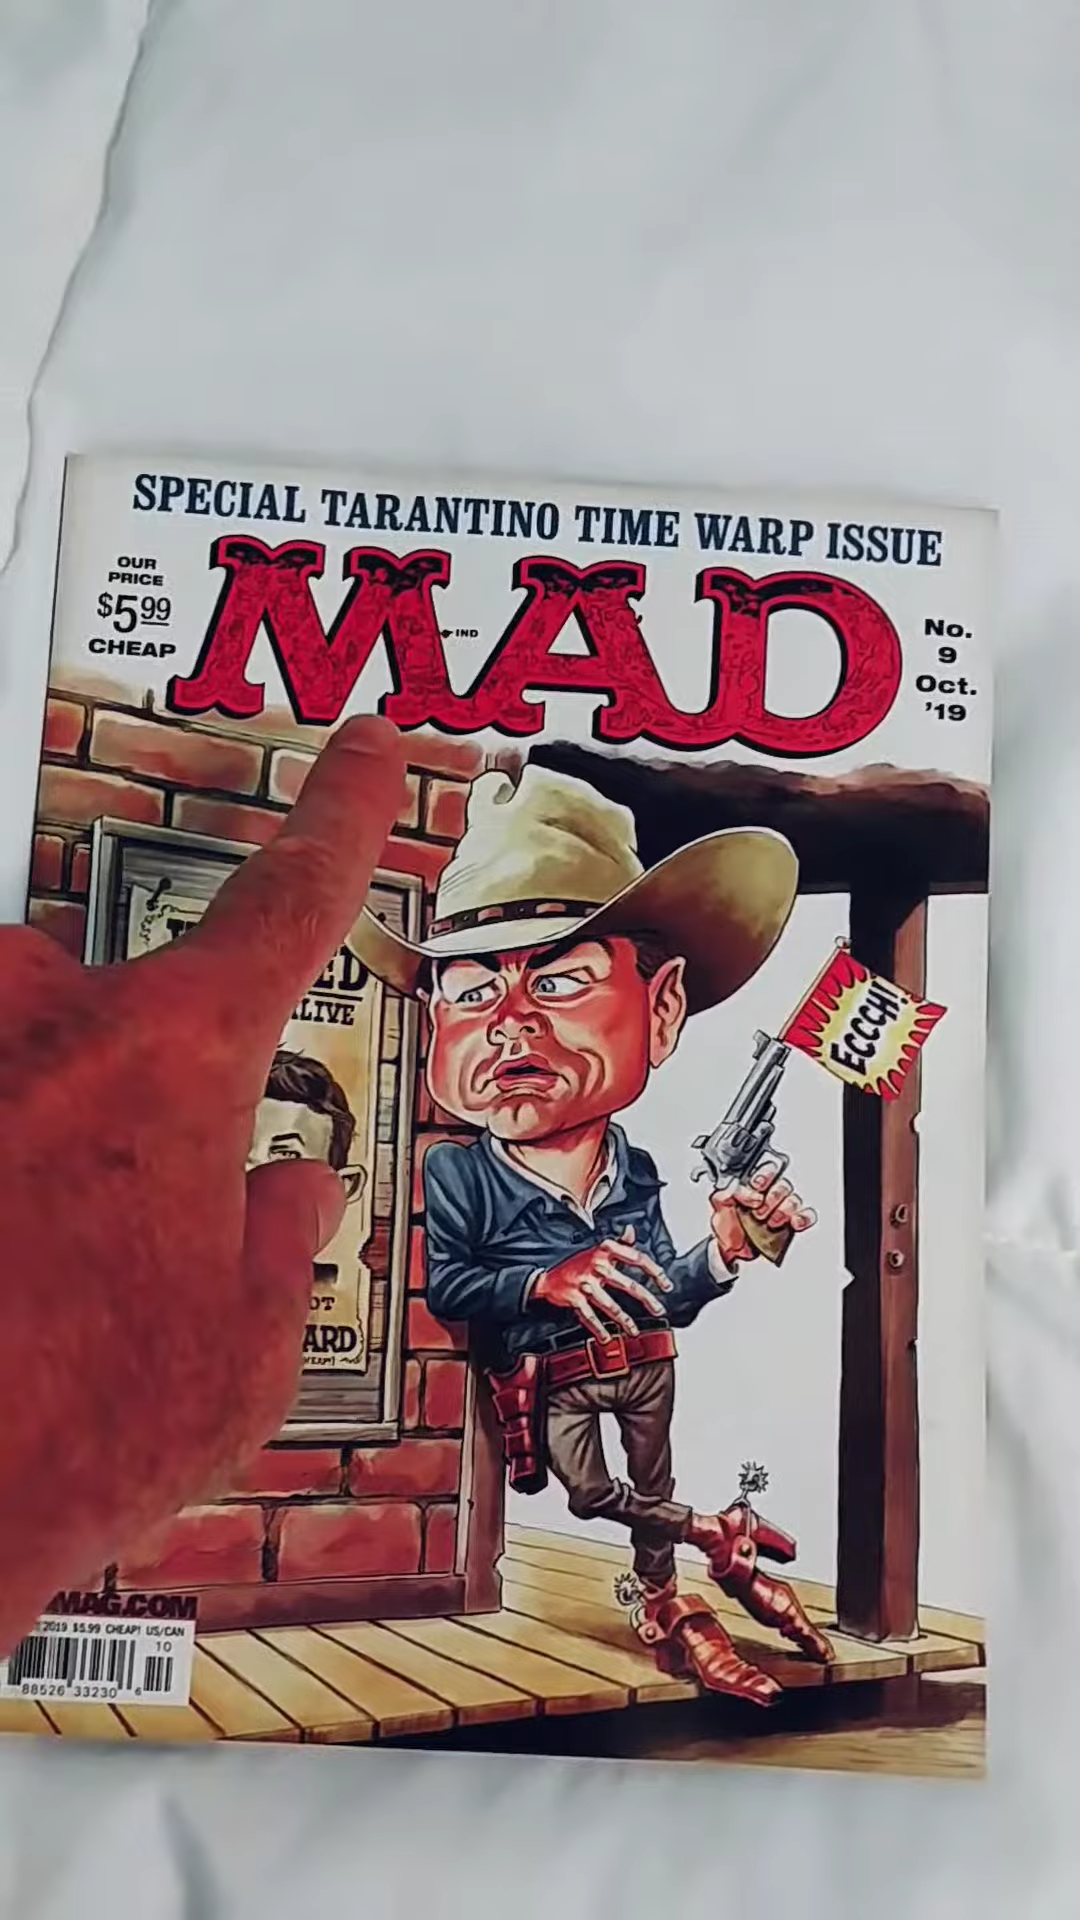 SPECIAL TARANTINO TIME WARP ISSUE
OUR
PRICE
$5.99
CHEAP
MAD
IND
No.
9
Oct.
'19
ECCCH!
MAG.COM
2019 $5.99 CHEAP! US/CAN
10
88526 33230 6